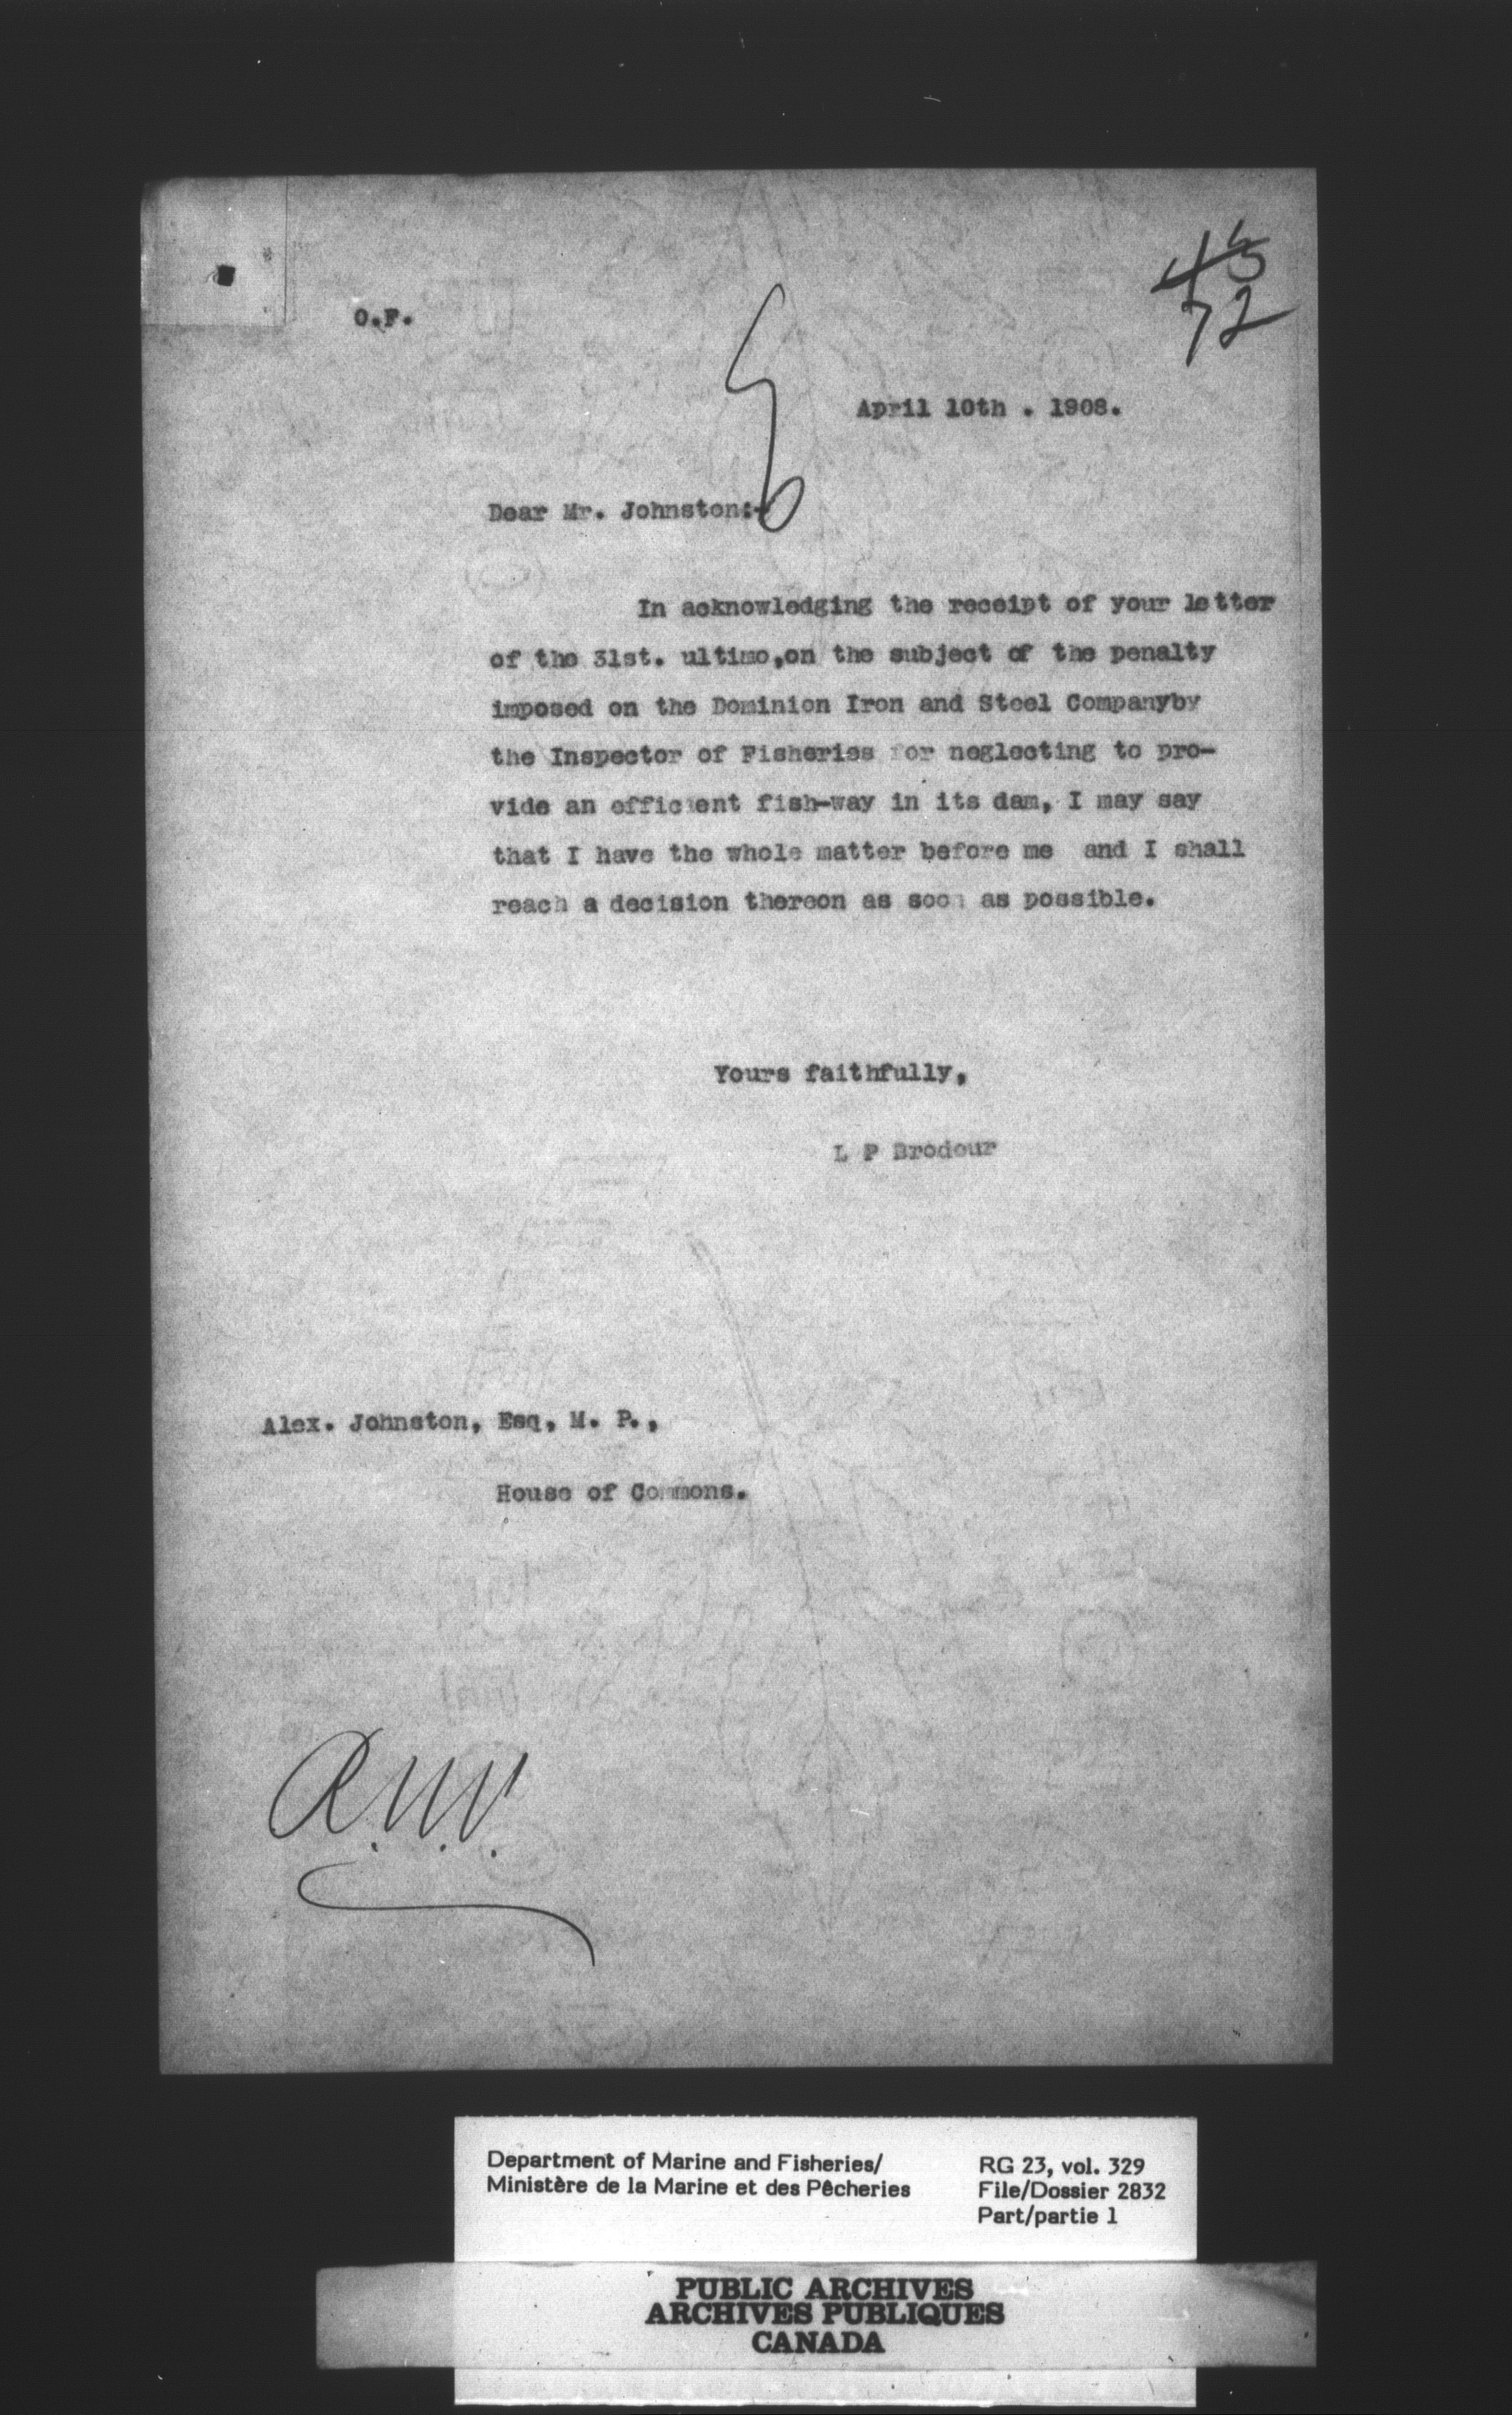 45
72
O.F.
April 10th . 1908.
Dear Mr. Johnston:-
In acknowledging the receipt of your letter
of the 31st. ultimo,on the subject of the penalty
imposed on the Dominion Iron and Steel Companyby
the Inspector of Fisheries for neglecting to pro-
vide an efficient fish-way in its dam, I may say
that I have the whole matter before me and I shall
reach a decision thereon as soon as possible.
Yours faithfully,
L P Brodeur
Alex. Johnston, Esq, M. P.,
House of Commons.
Department of Marine and Fisheries/
Ministère de la Marine et des Pêcheries
RG 23, vol. 329
File/Dossier 2832
Part/partie 1
PUBLIC ARCHIVES
ARCHIVES PUBLIQUES
CANADA